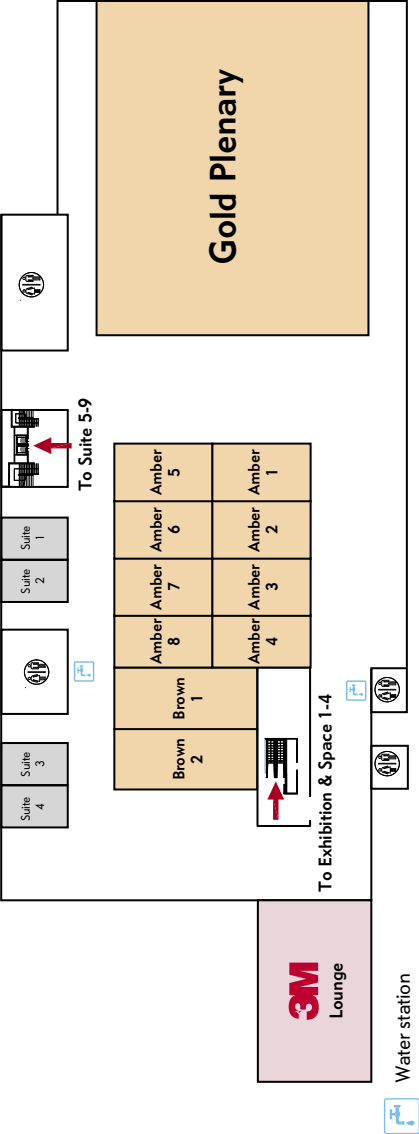 Gold Plenary
To Suite 5-9
Suite
1
Suite
2
Suite
3
Suite
4
Amber
5
Amber
6
Amber
7
Amber
8
Amber
1
Amber
2
Amber
3
Amber
4
Brown
1
Brown
2
To Exhibition & Space 1-4
3M
Lounge
Water station